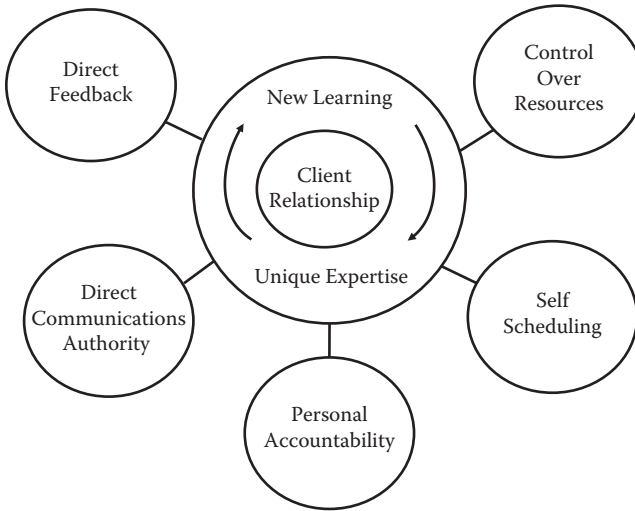 Direct
Feedback
New Learning
Control
Over
Resources
Client
Relationship
Unique Expertise
Direct
Communications
Authority
Self
Scheduling
Personal
Accountability